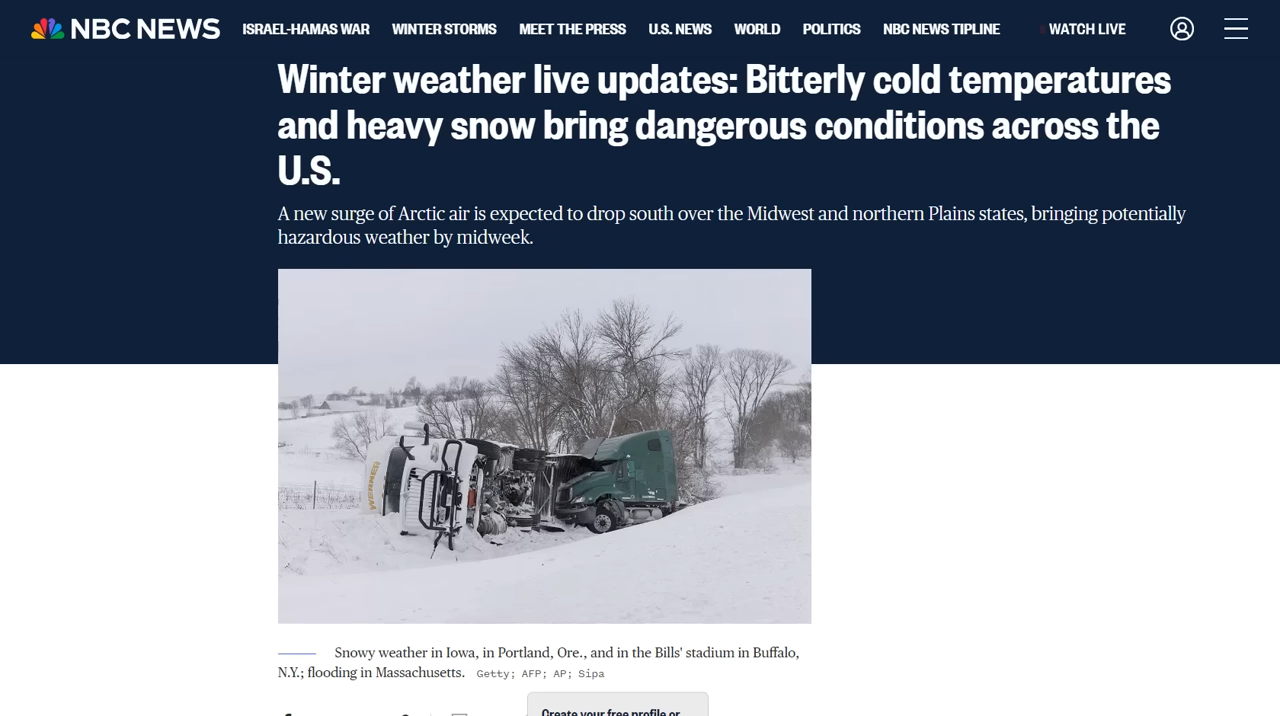 NBC NEWS
ISRAEL-HAMAS WAR WINTER STORMS MEET THE PRESS U.S. NEWS WORLD POLITICS NBC NEWS TIPLINE WATCH LIVE
Winter weather live updates: Bitterly cold temperatures
and heavy snow bring dangerous conditions across the
U.S.
A new surge of Arctic air is expected to drop south over the Midwest and northern Plains states, bringing potentially
hazardous weather by midweek.
WERNER
Snowy weather in Iowa, in Portland, Ore., and in the Bills' stadium in Buffalo,
N.Y.; flooding in Massachusetts. Getty; AFP; AP; Sipa
Create your free profile or